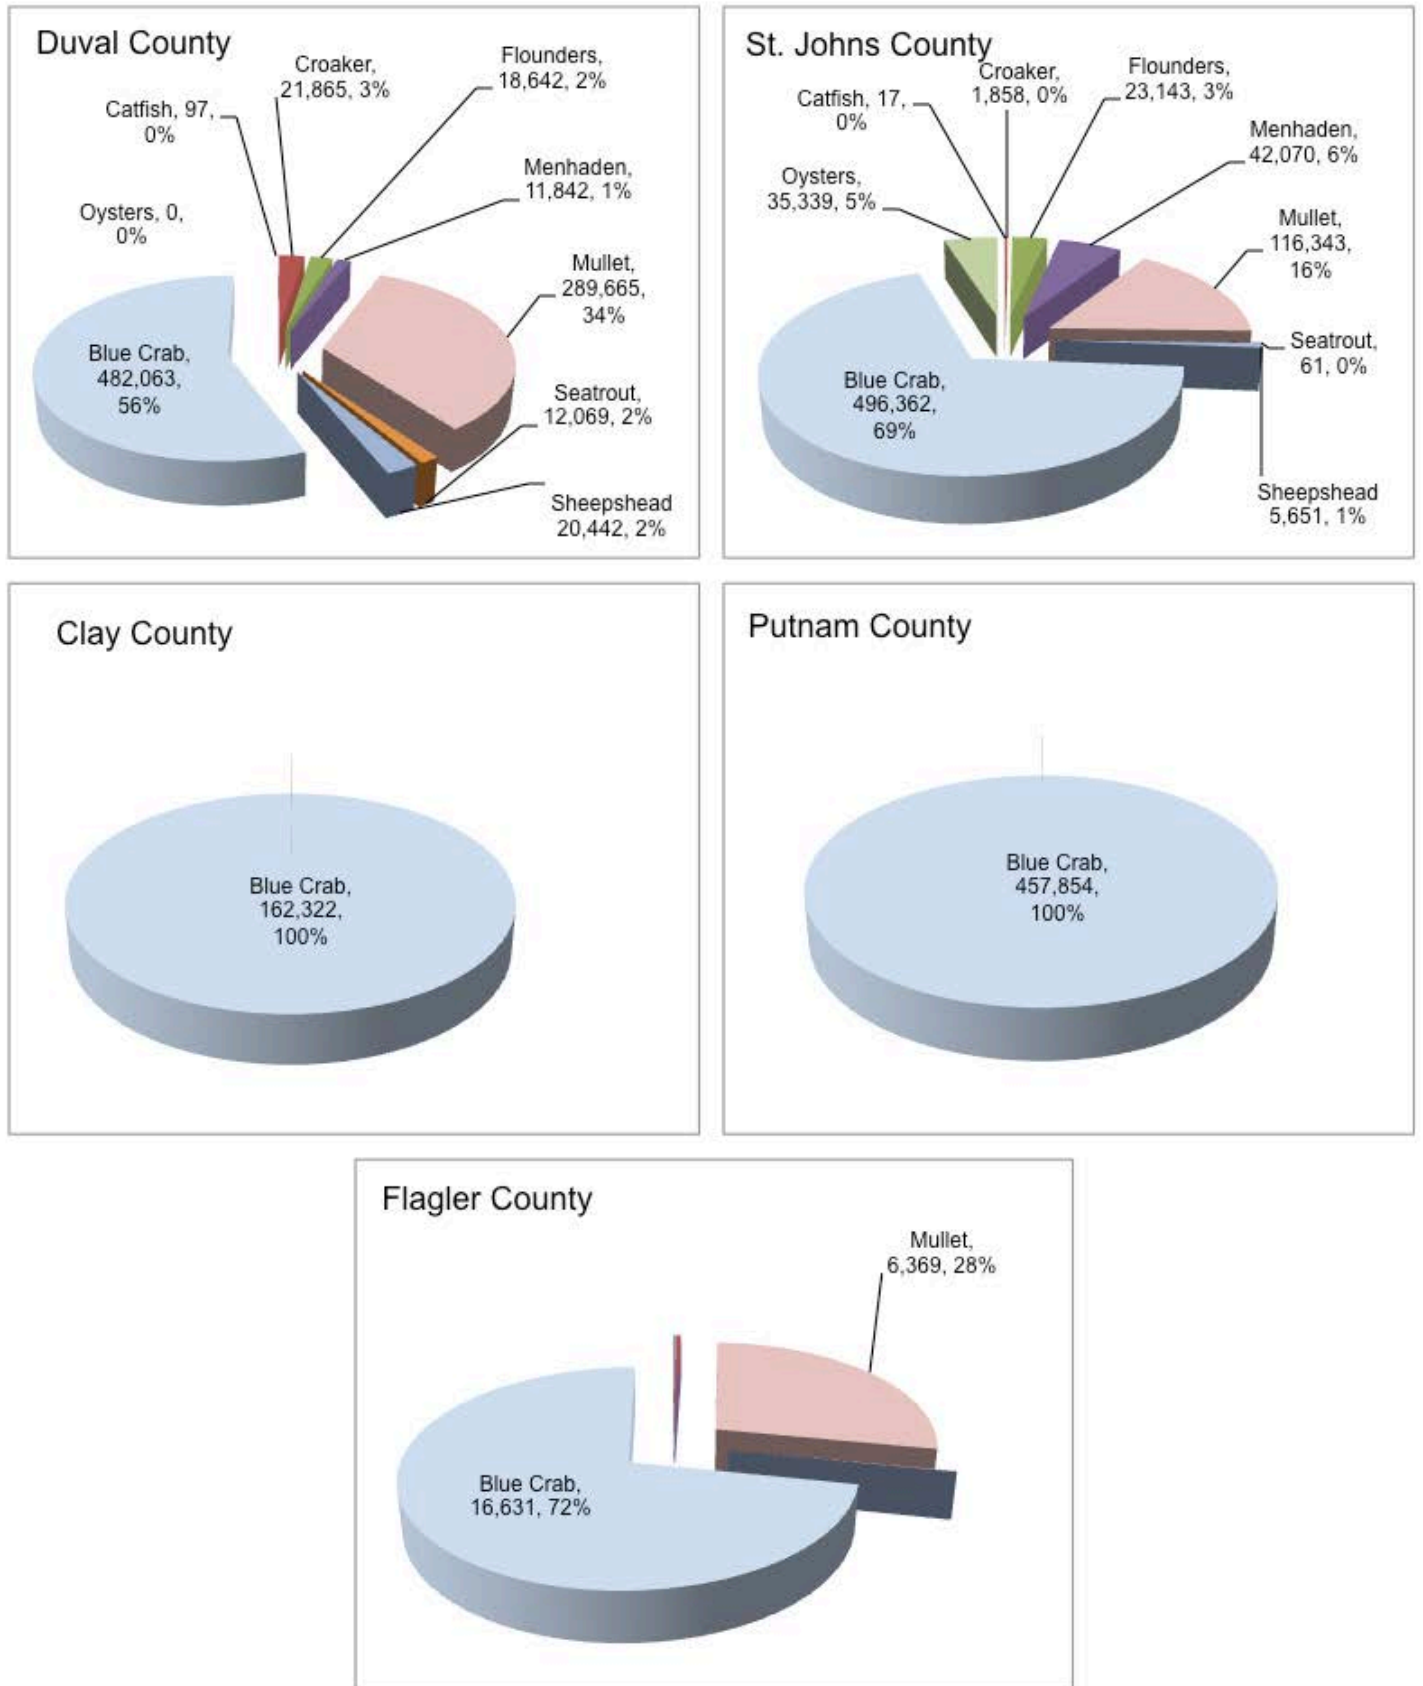 Duval County
Croaker,
21,865, 3%
Flounders,
18,642, 2%
Catfish, 97,
0%
Menhaden,
11,842, 1%
Oysters, 0,
0%
Mullet,
289,665,
34%
Blue Crab,
482,063,
56%
Seatrout,
12,069, 2%
Sheepshead
20,442, 2%
St. Johns County
Croaker,
1,858, 0%
Flounders,
23,143, 3%
Catfish, 17,
0%
Menhaden,
42,070, 6%
Oysters,
35,339, 5%
Mullet,
116,343,
16%
Seatrout,
61, 0%
Blue Crab,
496,362,
69%
Sheepshead
5,651, 1%
Clay County
Blue Crab,
162,322,
100%
Putnam County
Blue Crab,
457,854,
100%
Flagler County
Mullet,
6,369, 28%
Blue Crab,
16,631, 72%